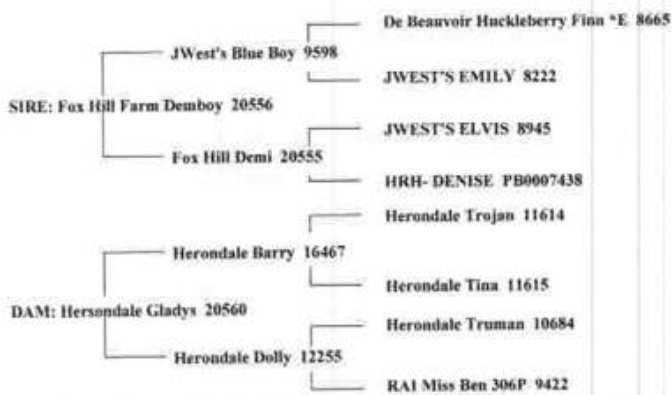 De Beauvoir Huckleberry Finn *E 8665
JWest's Blue Boy 9598
JWEST'S EMILY 8222
SIRE: Fox Hill Farm Demboy 20556
JWEST'S ELVIS 8945
Fox Hill Demi 20555
HRH- DENISE PB0007438
Herondale Trojan 11614
Herondale Barry 16467
Herondale Tina 11615
DAM: Hersondale Gladys 20560
Herondale Truman 10684
Herondale Dolly 12255
RAI Miss Ben 306P 9422